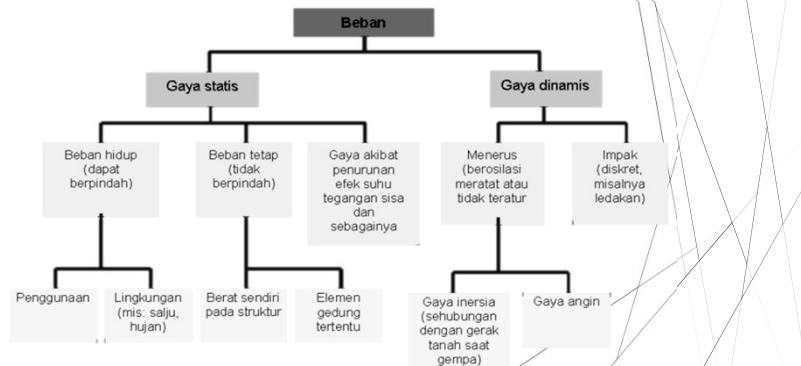 Beban
Gaya statis
Gaya dinamis
Beban hidup
(dapat
berpindah)
Beban tetap
(tidak
berpindah)
Gaya akibat
penurunan
efek suhu
tegangan sisa
dan
sebagainya
Menerus
(berosilasi
meratat atau
tidak teratur
Impak
(diskret,
misalnya
ledakan)
Penggunaan
Lingkungan
(mis: salju,
hujan)
Berat sendiri
pada struktur
Elemen
gedung
tertentu
Gaya inersia
(sehubungan
dengan gerak
tanah saat
gempa)
Gaya angin